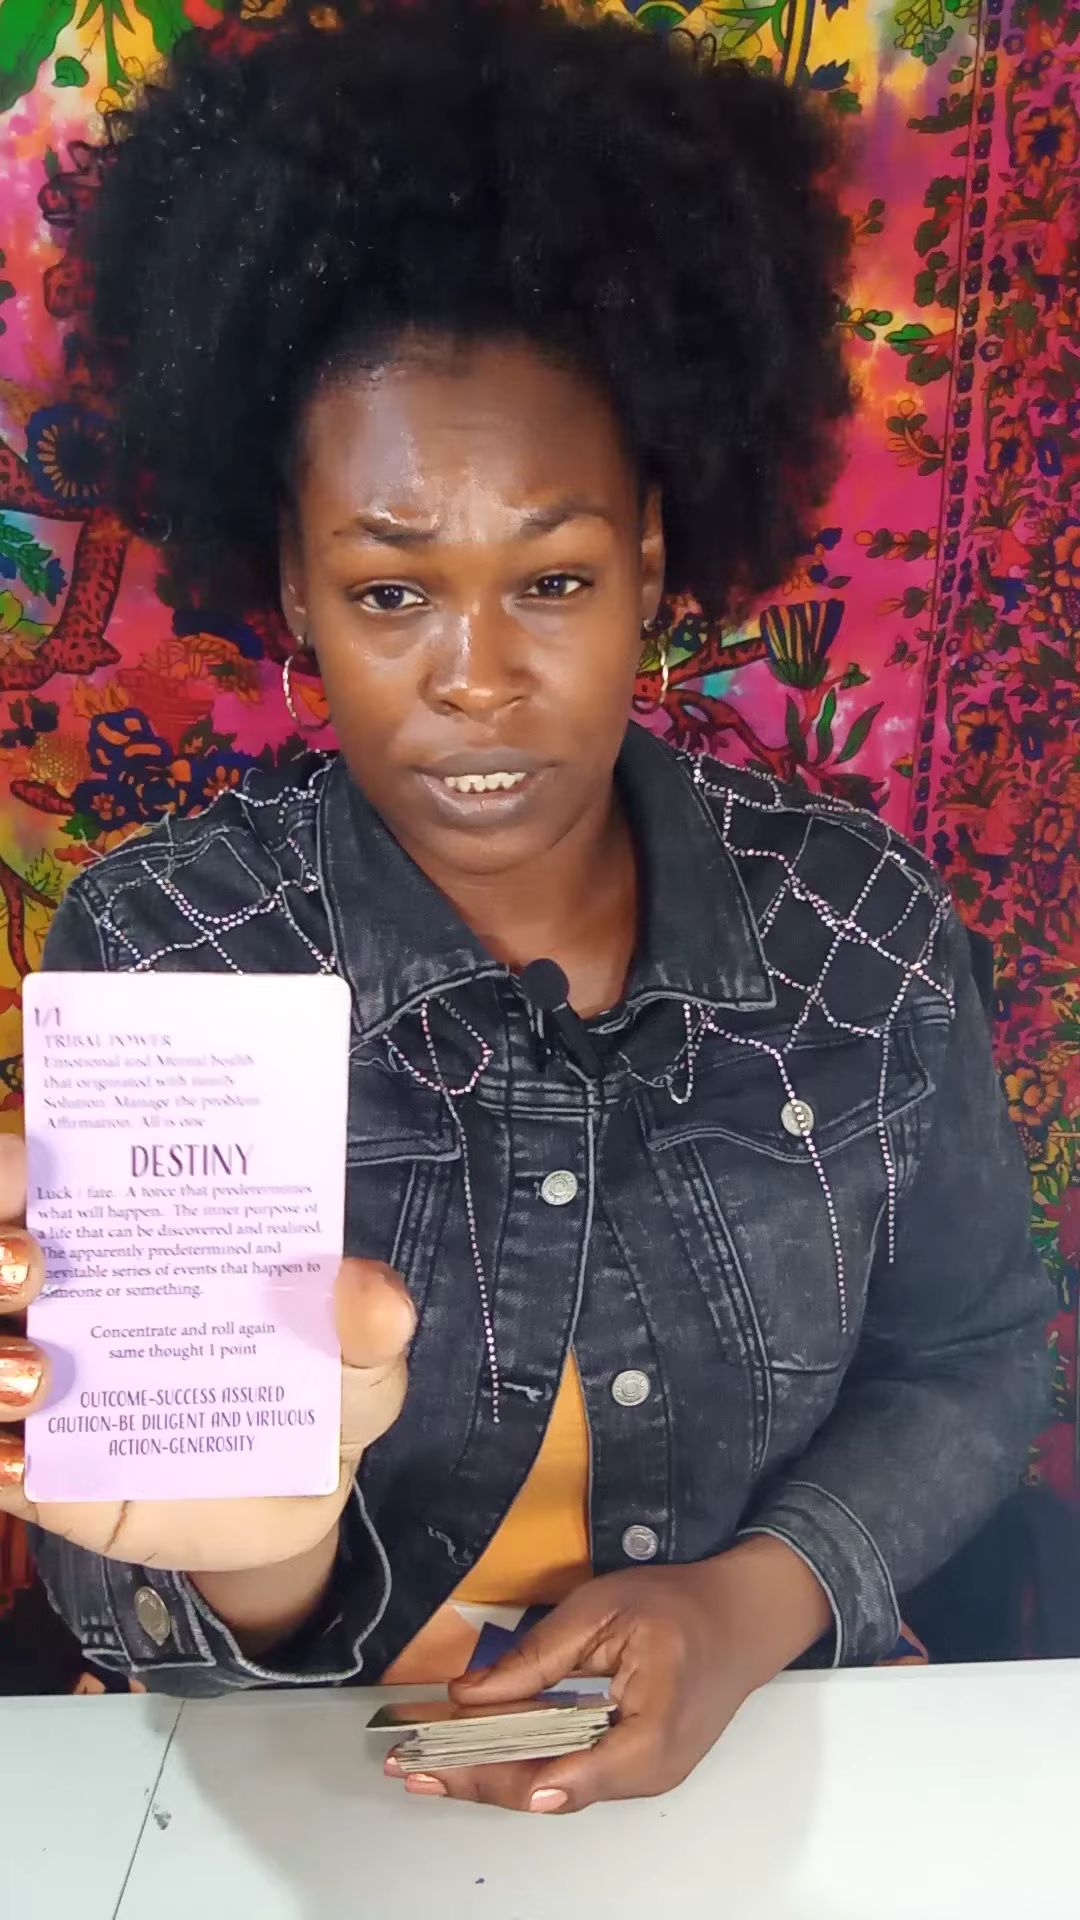 1/1
TRIBAL POWER
Emotional and Mental health
that originated with family
Solution: Manage the problem
Affirmation: All is one
DESTINY
Luck / fate. A force that predetermines
what will happen. The inner purpose of
a life that can be discovered and realized.
The apparently predetermined and
inevitable series of events that happen to
someone or something.
Concentrate and roll again
same thought 1 point
OUTCOME-SUCCESS ASSURED
CAUTION-BE DILIGENT AND VIRTUOUS
ACTION-GENEROSITY